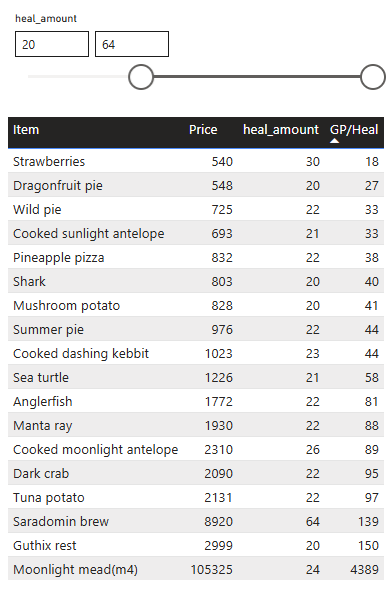 heal_amount
20 64
Item Price heal_amount GP/Heal
Strawberries 540 30 18
Dragonfruit pie 548 20 27
Wild pie 725 22 33
Cooked sunlight antelope 693 21 33
Pineapple pizza 832 22 38
Shark 803 20 40
Mushroom potato 828 20 41
Summer pie 976 22 44
Cooked dashing kebbit 1023 23 44
Sea turtle 1226 21 58
Anglerfish 1772 22 81
Manta ray 1930 22 88
Cooked moonlight antelope 2310 26 89
Dark crab 2090 22 95
Tuna potato 2131 22 97
Saradomin brew 8920 64 139
Guthix rest 2999 20 150
Moonlight mead(m4) 105325 24 4389